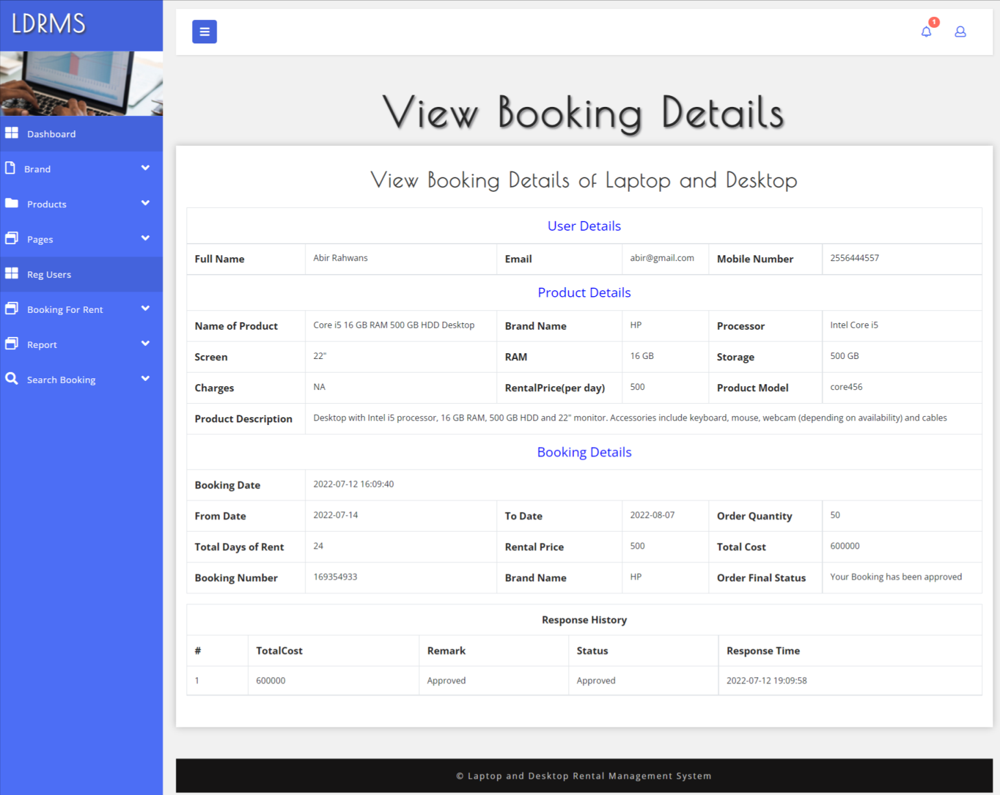 LDRMS
1
Dashboard
Brand
Products
Pages
Reg Users
Booking For Rent
Report
Search Booking
View Booking Details
View Booking Details of Laptop and Desktop
User Details
Full Name Abir Rahwans Email abir@gmail.com Mobile Number 2556444557
Product Details
Name of Product Core i5 16 GB RAM 500 GB HDD Desktop Brand Name HP Processor Intel Core i5
Screen 22" RAM 16 GB Storage 500 GB
Charges NA RentalPrice(per day) 500 Product Model core456
Product Description Desktop with Intel i5 processor, 16 GB RAM, 500 GB HDD and 22" monitor. Accessories include keyboard, mouse, webcam (depending on availability) and cables
Booking Details
Booking Date 2022-07-12 16:09:40
From Date 2022-07-14 To Date 2022-08-07 Order Quantity 50
Total Days of Rent 24 Rental Price 500 Total Cost 600000
Booking Number 169354933 Brand Name HP Order Final Status Your Booking has been approved
Response History
# TotalCost Remark Status Response Time
1 600000 Approved Approved 2022-07-12 19:09:58
© Laptop and Desktop Rental Management System